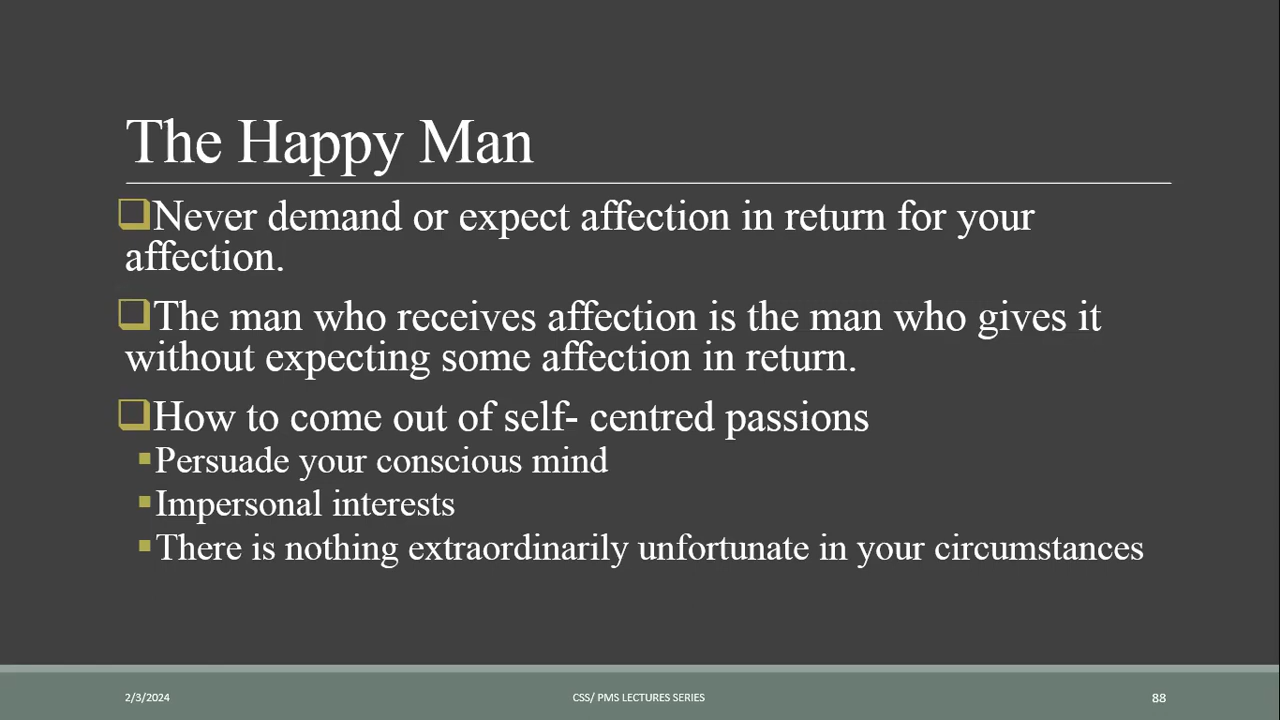 The Happy Man
Never demand or expect affection in return for your
affection.
The man who receives affection is the man who gives it
without expecting some affection in return.
How to come out of self- centred passions
Persuade your conscious mind
Impersonal interests
There is nothing extraordinarily unfortunate in your circumstances
2/3/2024
CSS/ PMS LECTURES SERIES
88